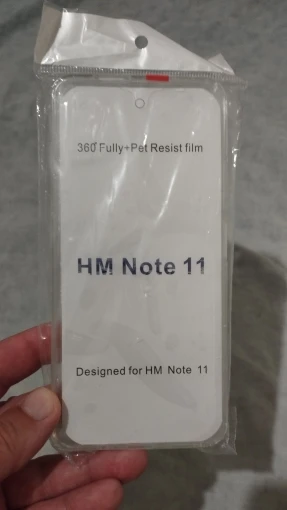 360°Fully+Pet Resist film
HM Note 11
Designed for HM Note 11